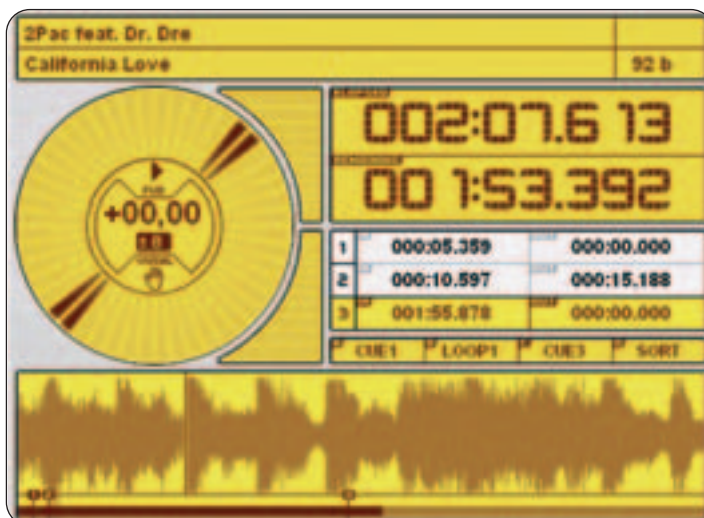 2Pac feat. Dr. Dre
California Love 92 b
002:07.613
001:53.392
+00,00
1 000:05.359 000:00.000
2 000:10.597 000:15.188
3 001:55.878 000:00.000
CUE1 LOOP1 CUE3 SORT